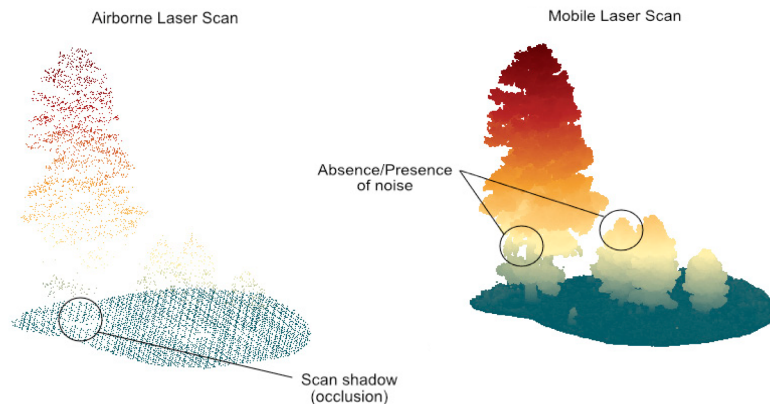 Airborne Laser Scan
Mobile Laser Scan
Absence/Presence
of noise
Scan shadow
(occlusion)